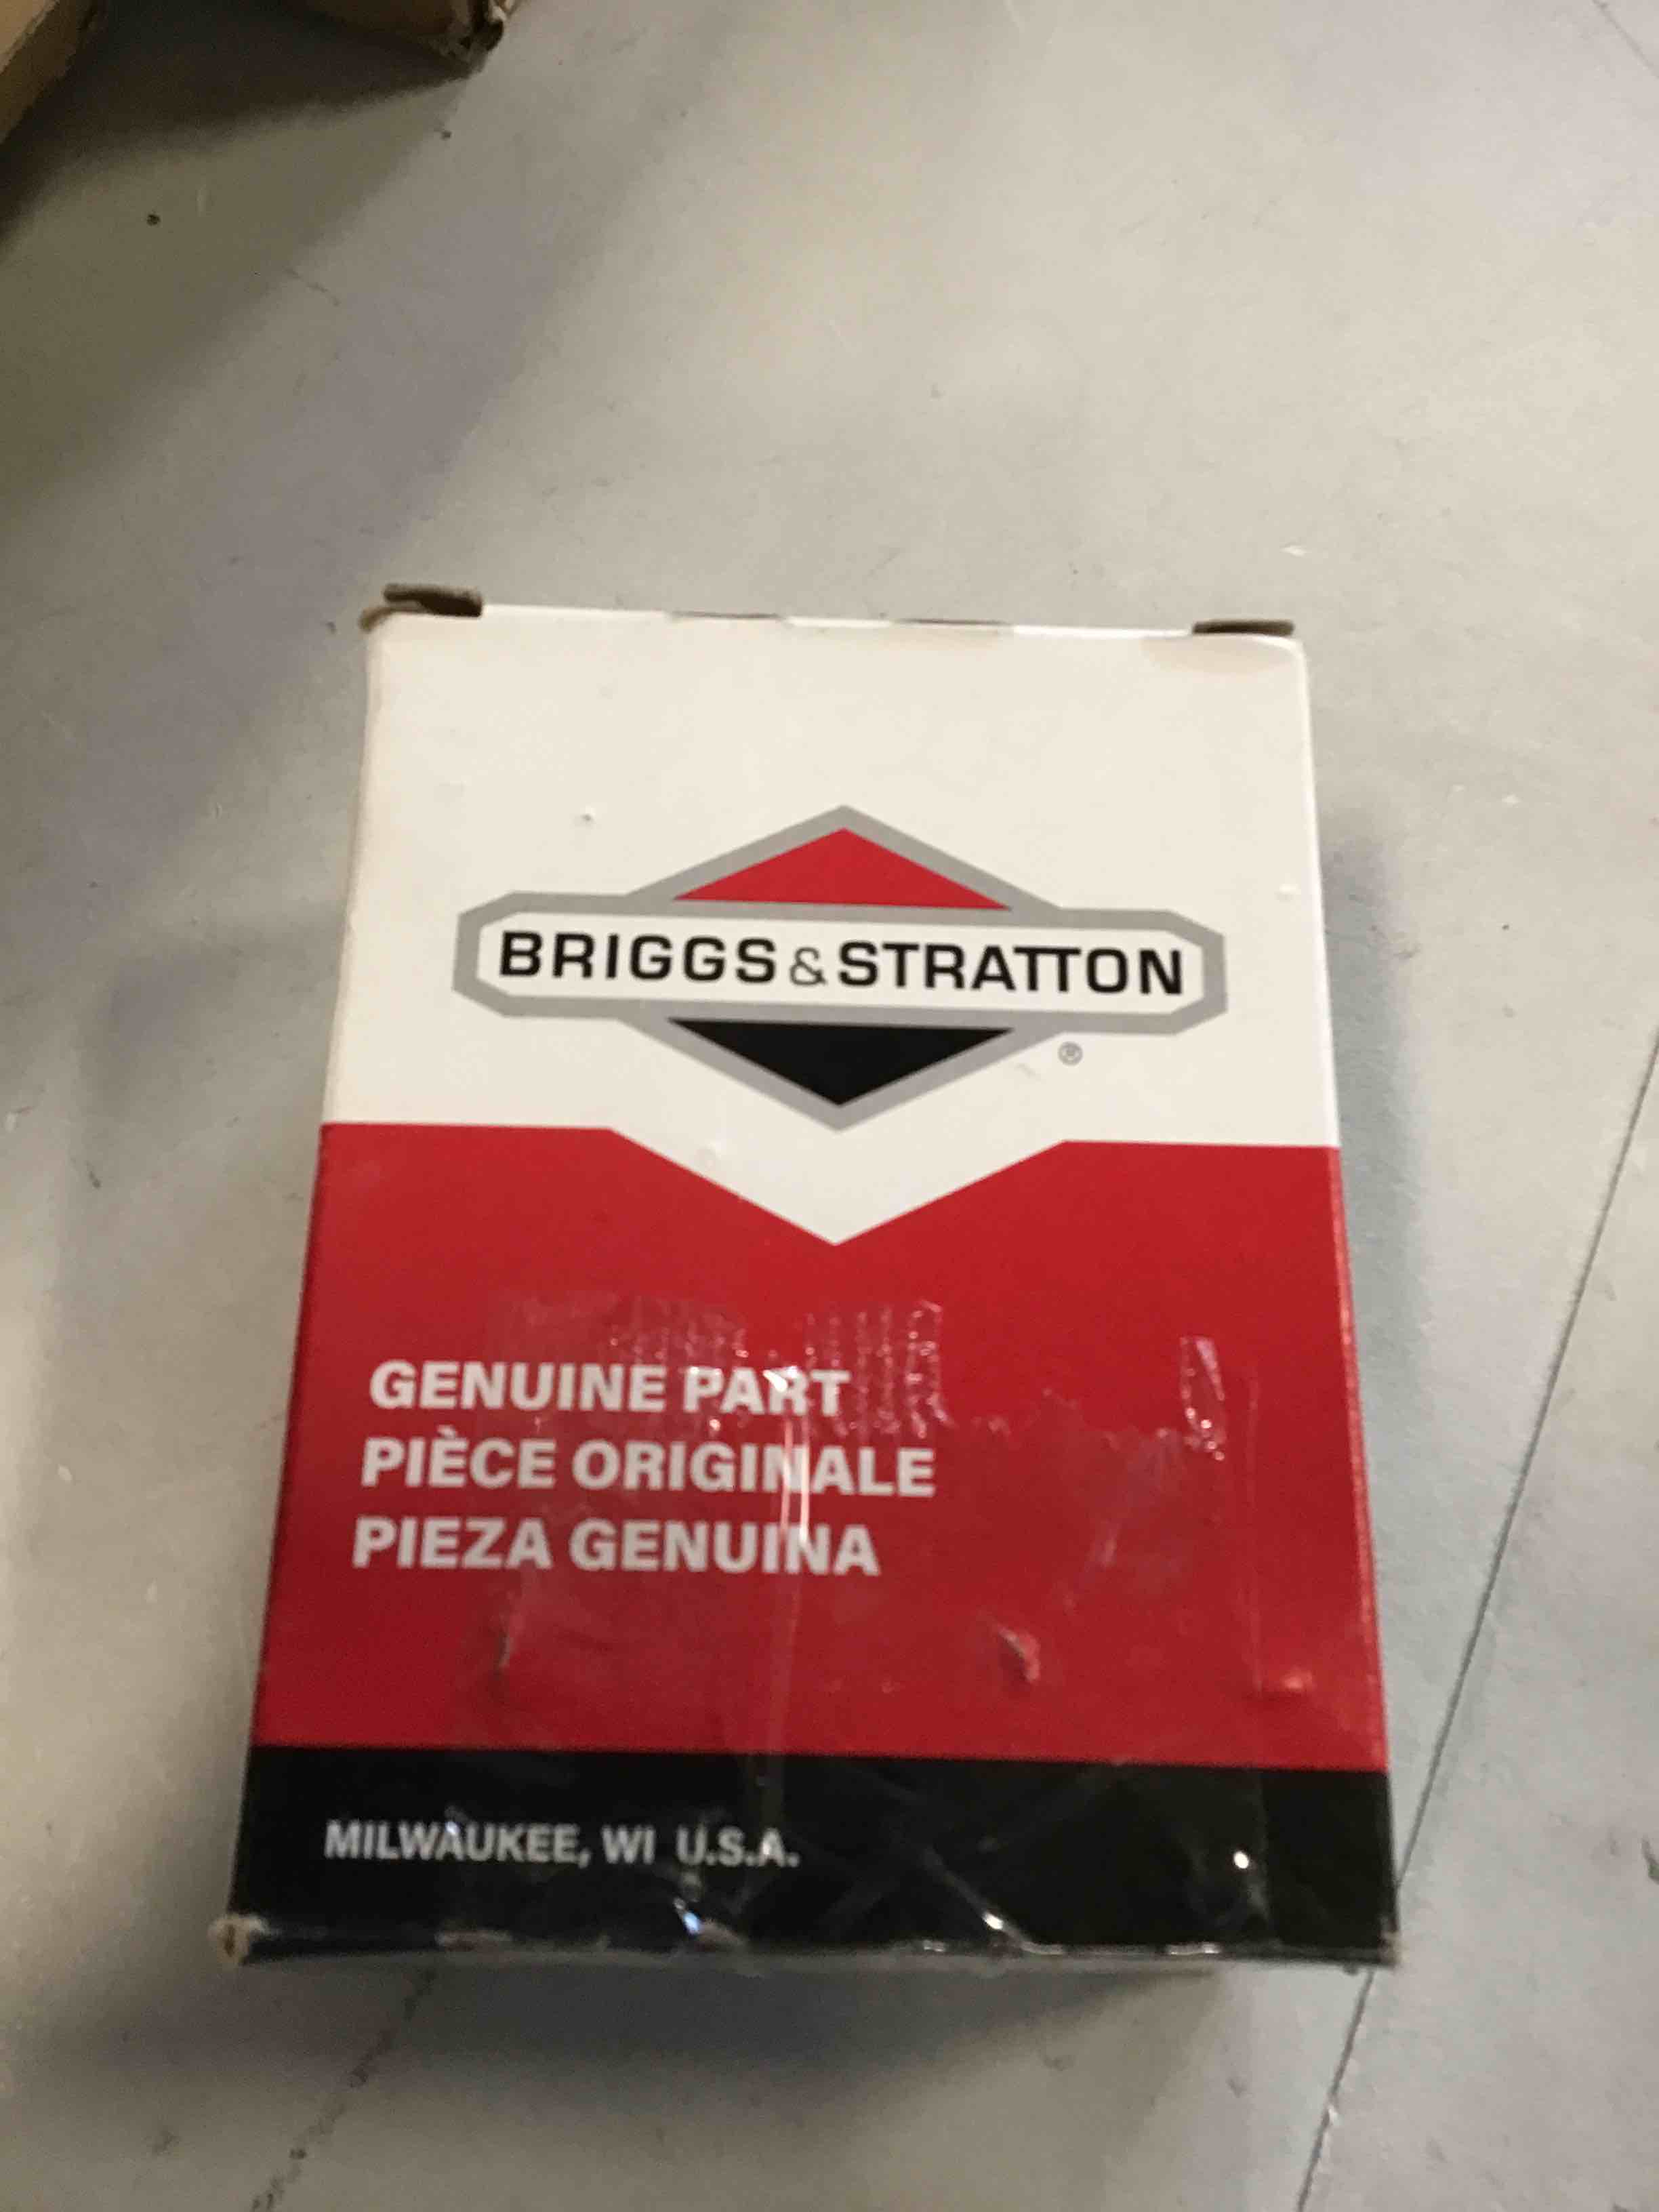 BRIGGS & STRATTON
®
GENUINE PART
PIÈCE ORIGINALE
PIEZA GENUINA
MILWAUKEE, WI U.S.A.